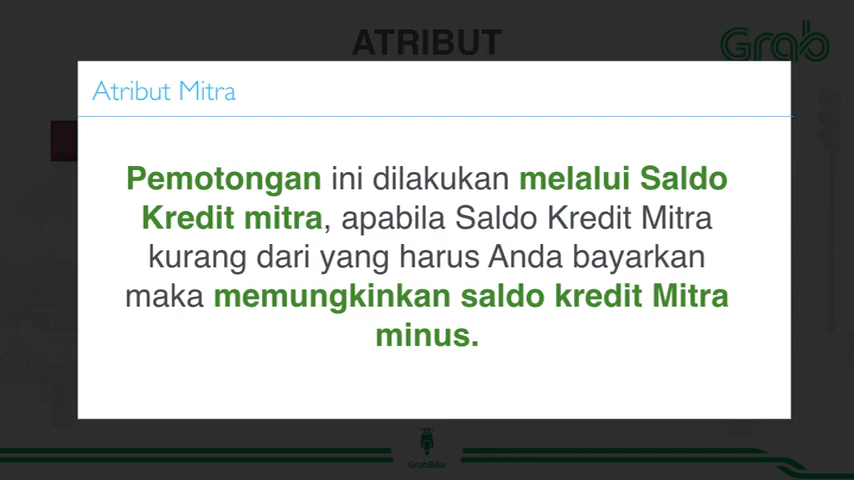 ATRIBUT
Grab
Atribut Mitra
Pemotongan ini dilakukan melalui Saldo
Kredit mitra, apabila Saldo Kredit Mitra
kurang dari yang harus Anda bayarkan
maka memungkinkan saldo kredit Mitra
minus.
GrabBike